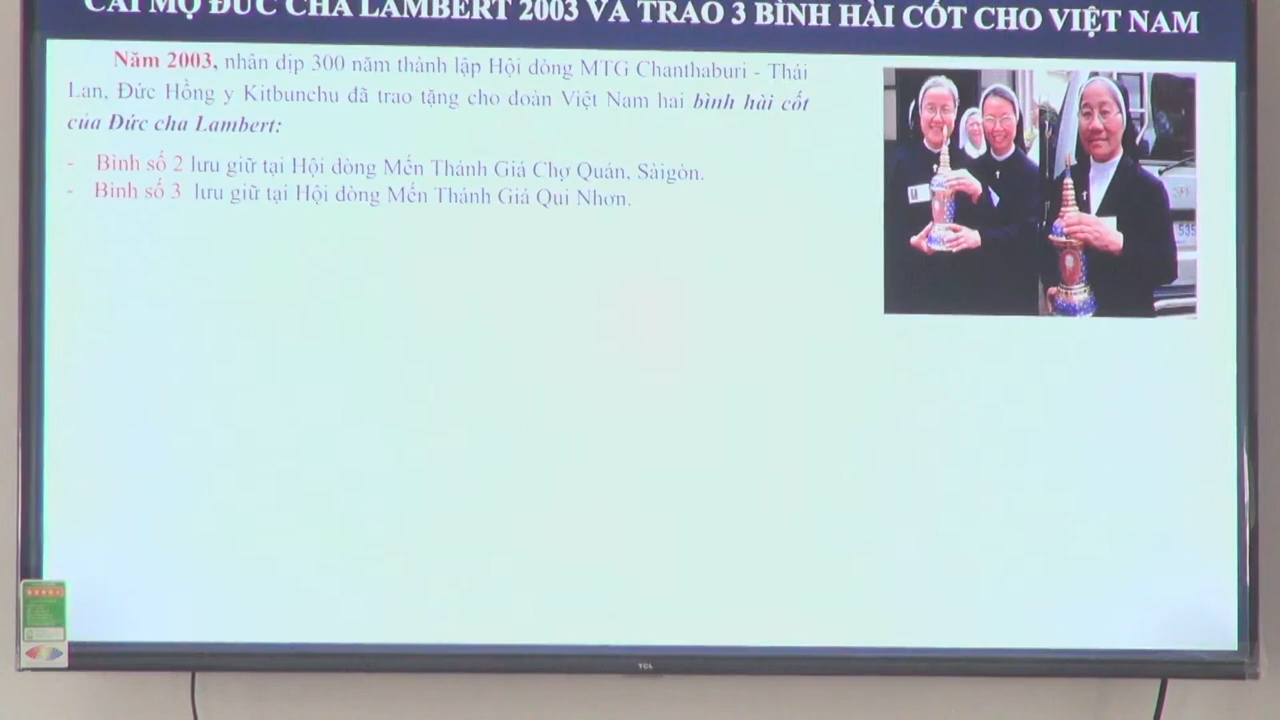 CẢI MỘ ĐỨC CHA LAMBERT 2003 VÀ TRAO 3 BÌNH HÀI CỐT CHO VIỆT NAM
Năm 2003, nhân dịp 300 năm thành lập Hội dòng MTG Chanthaburi - Thái
Lan, Đức Hồng y Kitbunchu đã trao tặng cho đoàn Việt Nam hai bình hài cốt
của Đức cha Lambert:
- Bình số 2 lưu giữ tại Hội dòng Mến Thánh Giá Chợ Quán, Sàigòn.
- Bình số 3 lưu giữ tại Hội dòng Mến Thánh Giá Qui Nhơn.
535
TCL